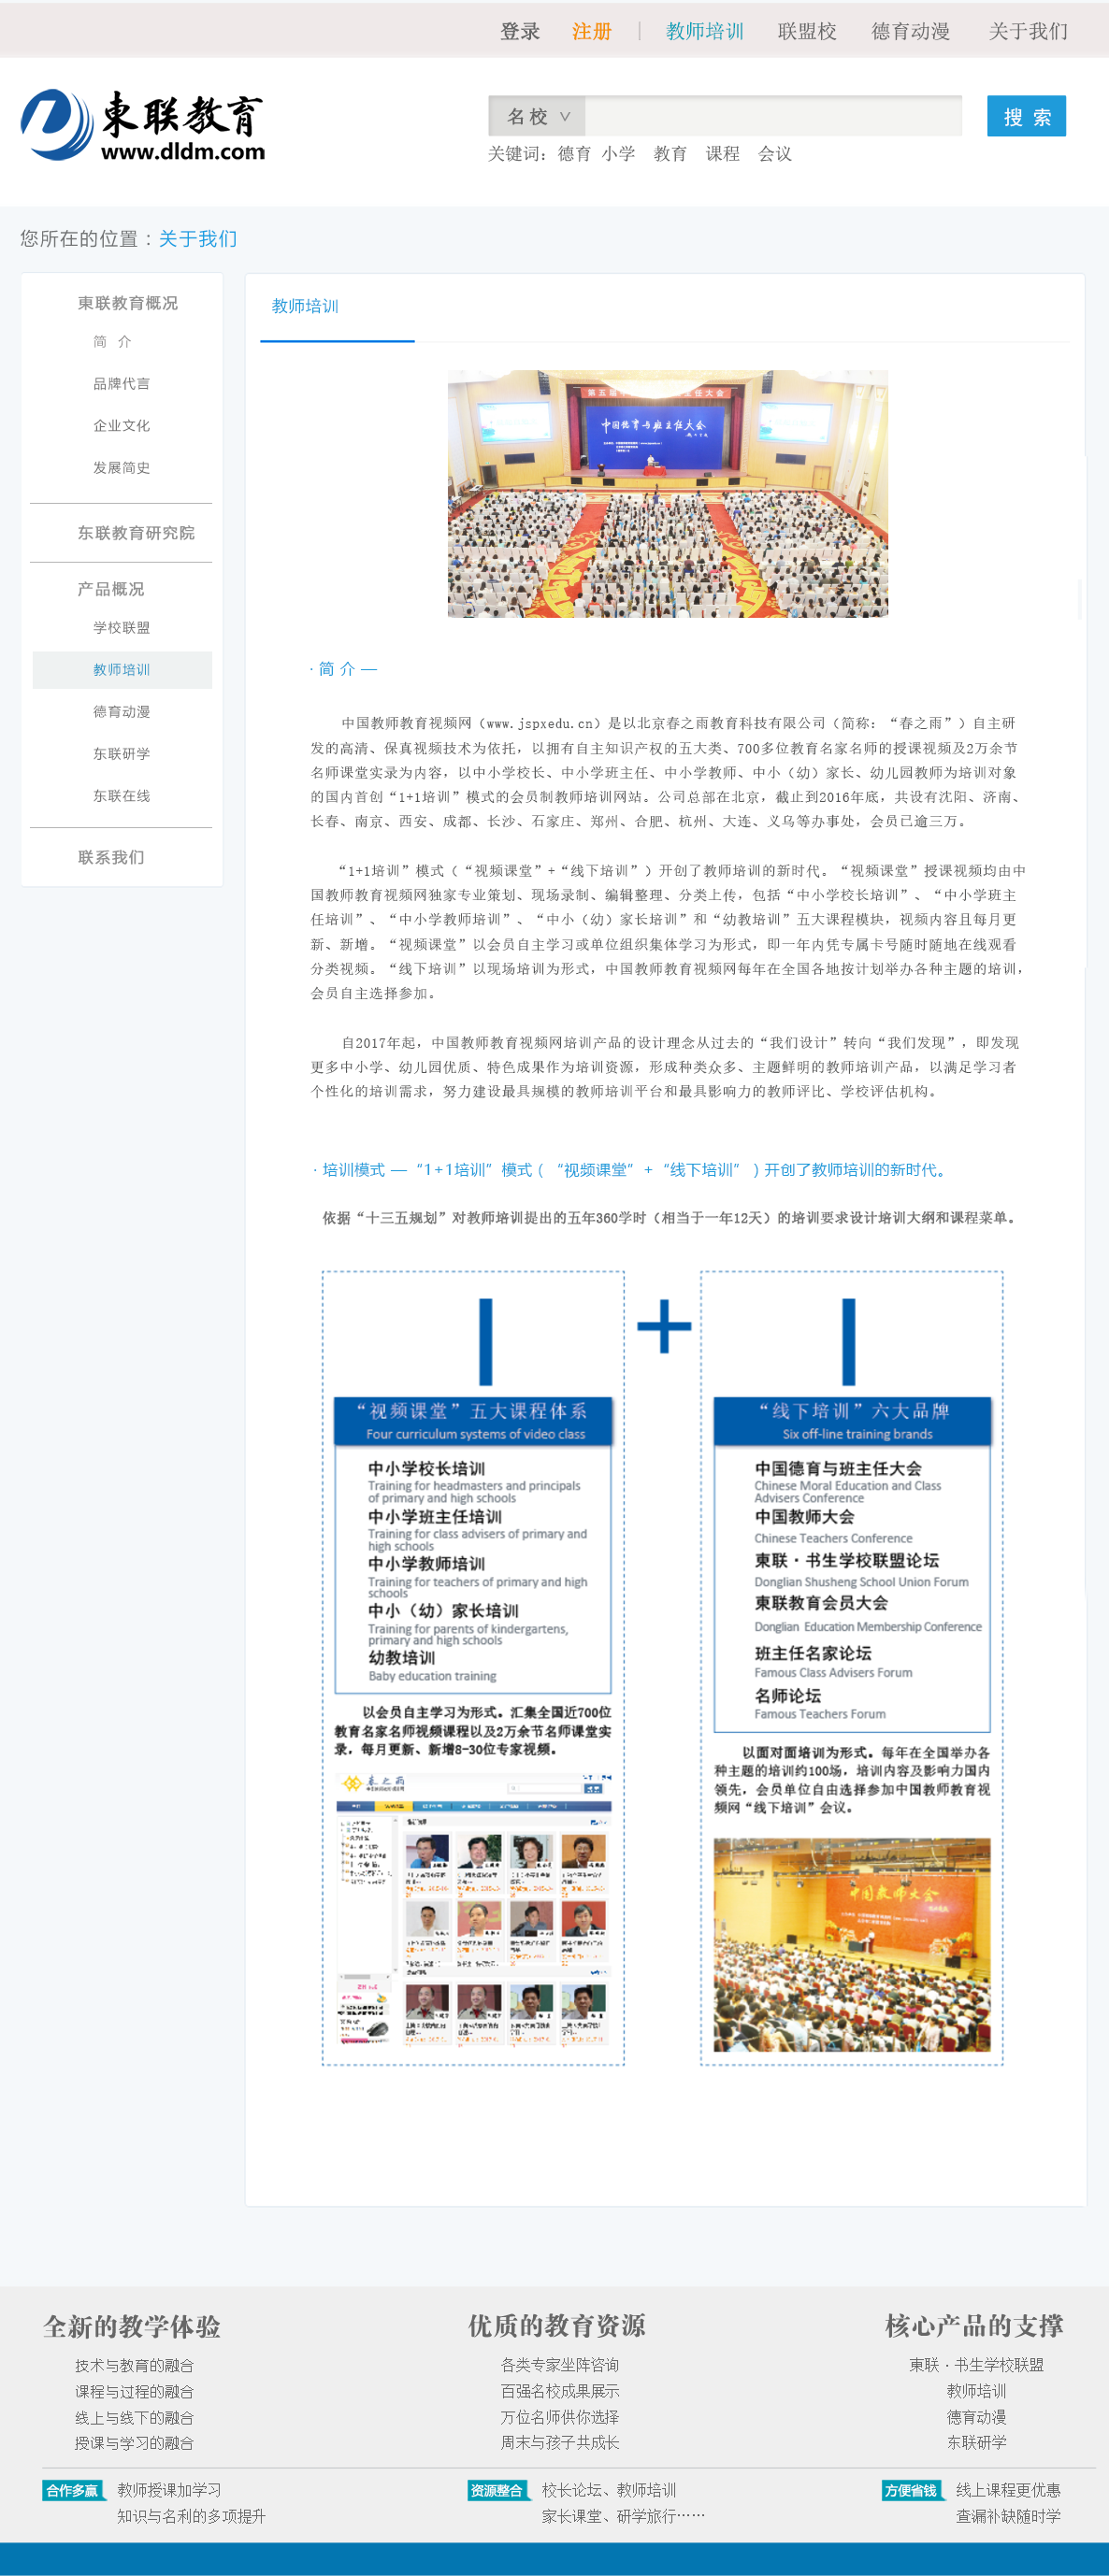 登录 注册 | 教师培训 联盟校 德育动漫 关于我们
東联教育
www.dldm.com
名校 搜 索
关键词：德育 小学 教育 课程 会议
您所在的位置：关于我们
東联教育概况
简 介
品牌代言
企业文化
发展简史
东联教育研究院
产品概况
学校联盟
教师培训
德育动漫
东联研学
东联在线
联系我们
教师培训
中国德育与班主任大会
· 简 介 —
中国教师教育视频网（www.jspxedu.cn）是以北京春之雨教育科技有限公司（简称：“春之雨”）自主研
发的高清、保真视频技术为依托，以拥有自主知识产权的五大类、700多位教育名家名师的授课视频及2万余节
名师课堂实录为内容，以中小学校长、中小学班主任、中小学教师、中小（幼）家长、幼儿园教师为培训对象
的国内首创“1+1培训”模式的会员制教师培训网站。公司总部在北京，截止到2016年底，共设有沈阳、济南、
长春、南京、西安、成都、长沙、石家庄、郑州、合肥、杭州、大连、义乌等办事处，会员已逾三万。
“1+1培训”模式（“视频课堂”+“线下培训”）开创了教师培训的新时代。“视频课堂”授课视频均由中
国教师教育视频网独家专业策划、现场录制、编辑整理、分类上传，包括“中小学校长培训”、“中小学班主
任培训”、“中小学教师培训”、“中小（幼）家长培训”和“幼教培训”五大课程模块，视频内容且每月更
新、新增。“视频课堂”以会员自主学习或单位组织集体学习为形式，即一年内凭专属卡号随时随地在线观看
分类视频。“线下培训”以现场培训为形式，中国教师教育视频网每年在全国各地按计划举办各种主题的培训，
会员自主选择参加。
自2017年起，中国教师教育视频网培训产品的设计理念从过去的“我们设计”转向“我们发现”，即发现
更多中小学、幼儿园优质、特色成果作为培训资源，形成种类众多、主题鲜明的教师培训产品，以满足学习者
个性化的培训需求，努力建设最具规模的教师培训平台和最具影响力的教师评比、学校评估机构。
· 培训模式 —“1+1培训”模式（“视频课堂”+“线下培训”）开创了教师培训的新时代。
依据“十三五规划”对教师培训提出的五年360学时（相当于一年12天）的培训要求设计培训大纲和课程菜单。
+
“视频课堂”五大课程体系
Four curriculum systems of video class
中小学校长培训
Training for headmasters and principals
of primary and high schools
中小学班主任培训
Training for class advisers of primary and
high schools
中小学教师培训
Training for teachers of primary and high
schools
中小（幼）家长培训
Training for parents of kindergartens,
primary and high schools
幼教培训
Baby education training
以会员自主学习为形式。汇集全国近700位
教育名家名师视频课程以及2万余节名师课堂实
录，每月更新、新增8-30位专家视频。
春之雨
“线下培训”六大品牌
Six off-line training brands
中国德育与班主任大会
Chinese Moral Education and Class
Advisers Conference
中国教师大会
Chinese Teachers Conference
東联·书生学校联盟论坛
Donglian Shusheng School Union Forum
東联教育会员大会
Donglian Education Membership Conference
班主任名家论坛
Famous Class Advisers Forum
名师论坛
Famous Teachers Forum
以面对面培训为形式。每年在全国举办各
种主题的培训约100场，培训内容及影响力国内
领先，会员单位自由选择参加中国教师教育视
频网“线下培训”会议。
中国教师大会
全新的教学体验
技术与教育的融合
课程与过程的融合
线上与线下的融合
授课与学习的融合
优质的教育资源
各类专家坐阵咨询
百强名校成果展示
万位名师供你选择
周末与孩子共成长
核心产品的支撑
東联·书生学校联盟
教师培训
德育动漫
东联研学
合作多赢 教师授课加学习
知识与名利的多项提升
资源整合 校长论坛、教师培训
家长课堂、研学旅行……
方便省钱 线上课程更优惠
查漏补缺随时学